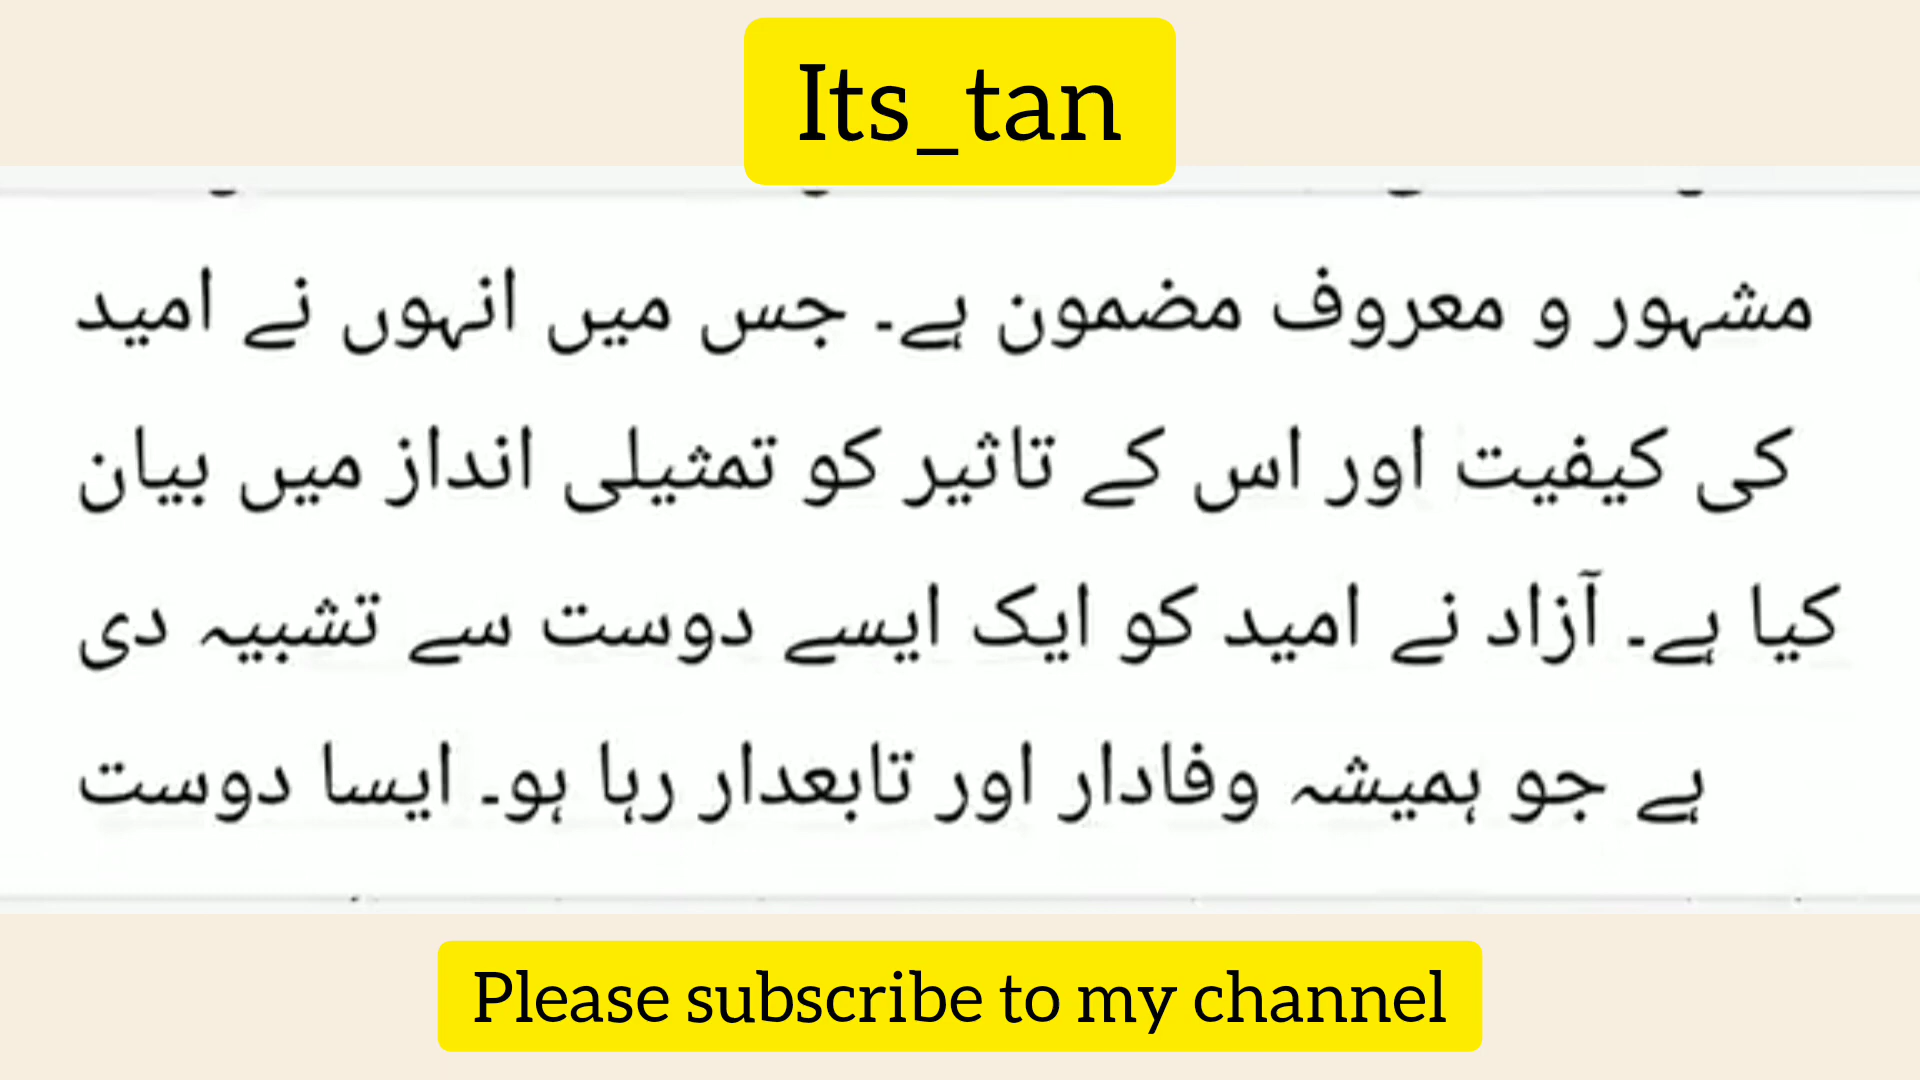 Its_tan
مشہور و معروف مضمون ہے۔ جس میں انہوں نے امید
کی کیفیت اور اس کے تاثیر کو تمثیلی انداز میں بیان
کیا ہے۔ آزاد نے امید کو ایک ایسے دوست سے تشبیہ دی
ہے جو ہمیشہ وفادار اور تابعدار رہا ہو۔ ایسا دوست
Please subscribe to my channel